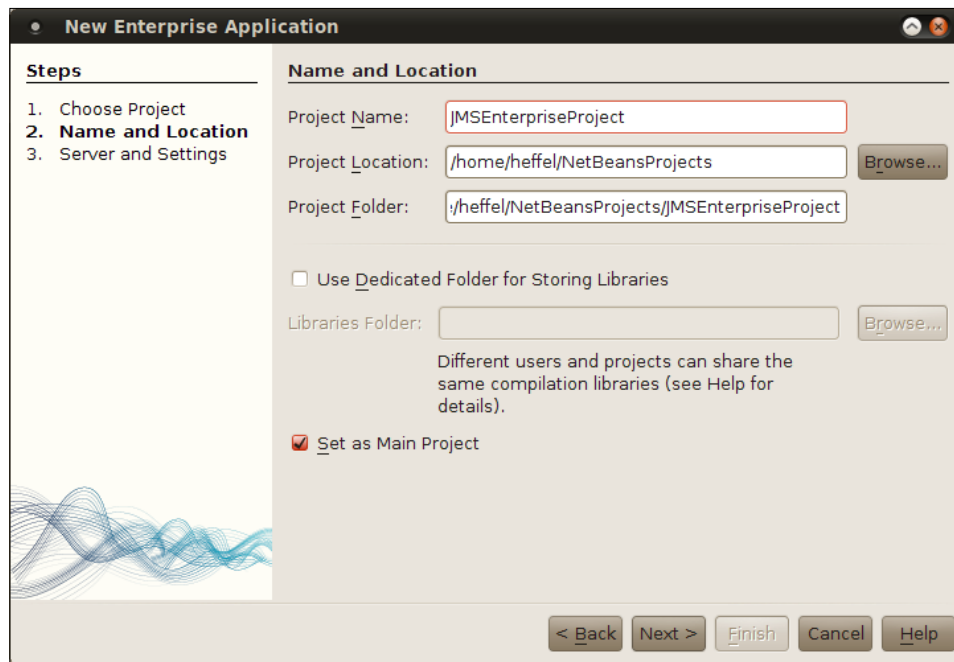 New Enterprise Application
Steps
1. Choose Project
2. Name and Location
3. Server and Settings
Name and Location
Project Name: JMSEnterpriseProject
Project Location: /home/heffel/NetBeansProjects Browse...
Project Folder: /heffel/NetBeansProjects/JMSEnterpriseProject
Use Dedicated Folder for Storing Libraries
Libraries Folder: Browse...
Different users and projects can share the
same compilation libraries (see Help for
details).
Set as Main Project
< Back Next > Finish Cancel Help